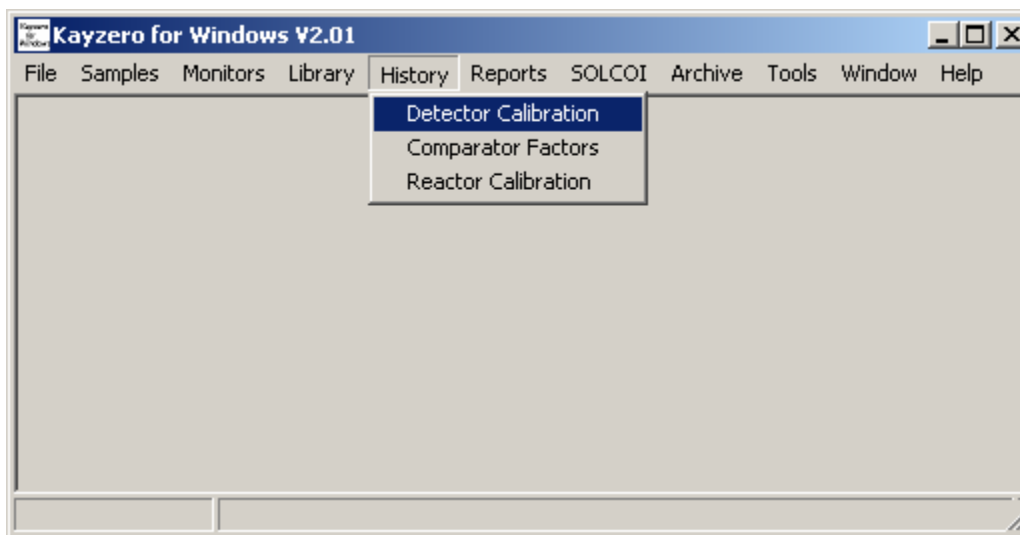 Kayzero for Windows V2.01
File Samples Monitors Library History Reports SOLCOI Archive Tools Window Help
Detector Calibration
Comparator Factors
Reactor Calibration